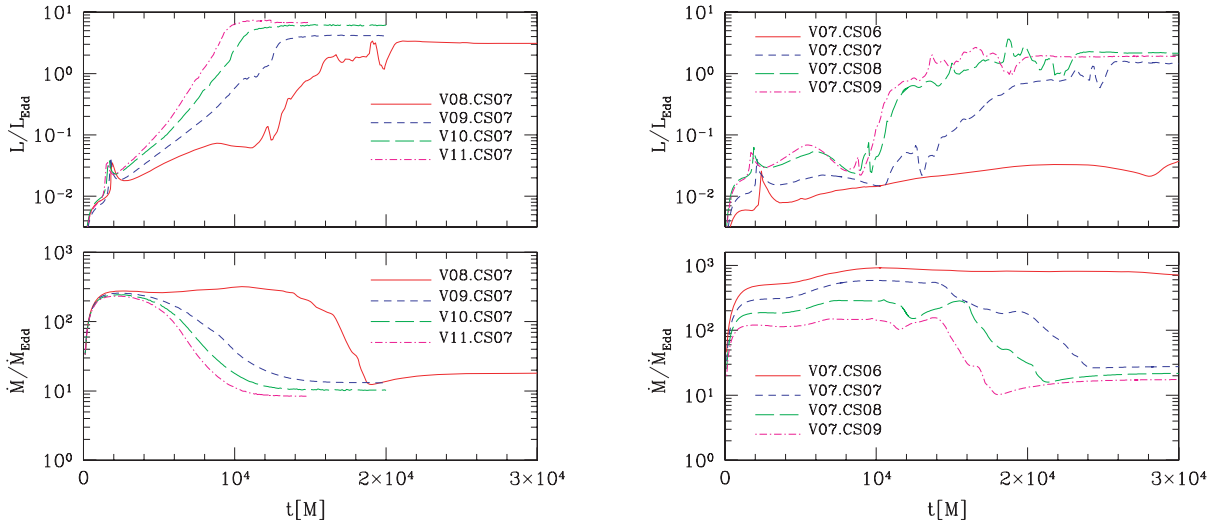 10¹
10⁰
10⁻¹
10⁻²
L/L_Edd
V08.CS07
V09.CS07
V10.CS07
V11.CS07
10³
10²
10¹
10⁰
Ṁ/Ṁ_Edd
V08.CS07
V09.CS07
V10.CS07
V11.CS07
0 10⁴ 2×10⁴ 3×10⁴
t[M]
10¹
10⁰
10⁻¹
10⁻²
L/L_Edd
V07.CS06
V07.CS07
V07.CS08
V07.CS09
10³
10²
10¹
10⁰
Ṁ/Ṁ_Edd
V07.CS06
V07.CS07
V07.CS08
V07.CS09
0 10⁴ 2×10⁴ 3×10⁴
t[M]